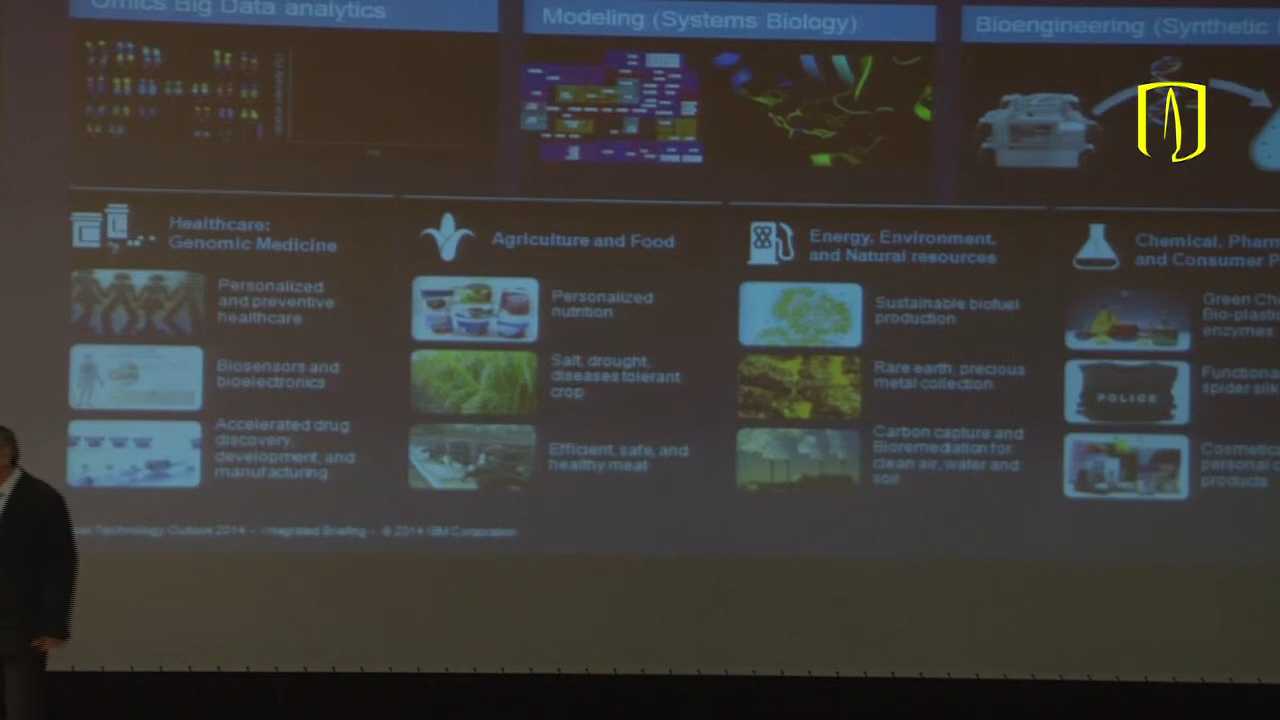 Omics Big Data analytics
Modeling (Systems Biology)
Bioengineering (Synthetic
Healthcare:
Genomic Medicine
Agriculture and Food
Energy, Environment,
and Natural resources
Chemical, Pharm
and Consumer P
Personalized
and preventive
healthcare
Personalized
nutrition
Sustainable biofuel
production
Green Ch
Bio-plastic
enzymes
Biosensors and
bioelectronics
Salt, drought,
diseases tolerant
crop
Rare earth, precious
metal collection
POLICE
Functiona
spider silk
Accelerated drug
discovery,
development, and
manufacturing
Efficient, safe, and
healthy meat
Carbon capture and
Bioremediation for
clean air, water and
soil
Cosmetic
personal c
products
Technology Outlook 2014 - Integrated Briefing - © 2014 IBM Corporation